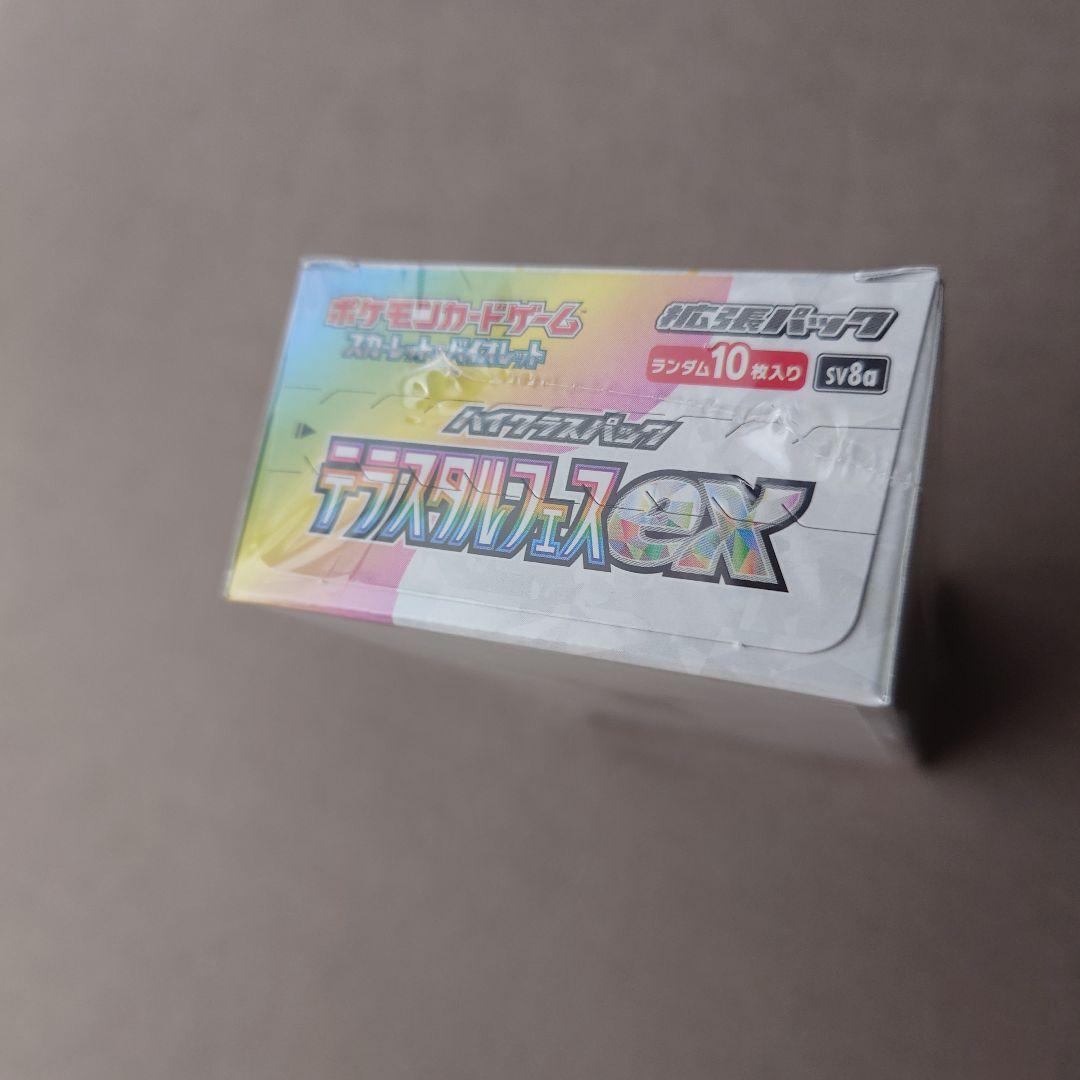 ポケモンカードゲーム
スカーレット&バイオレット
拡張パック
ランダム10枚入り
sv8a
ハイクラスパック
テラスタルフェスex